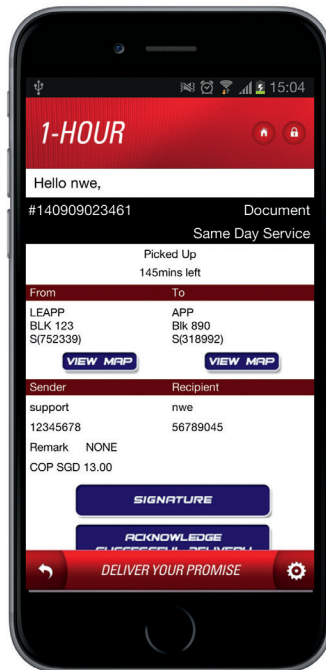 15:04
1-HOUR
Hello nwe,
#140909023461 Document
Same Day Service
Picked Up
145mins left
From To
LEAPP APP
BLK 123 Blk 890
S(752339) S(318992)
VIEW MAP VIEW MAP
Sender Recipient
support nwe
12345678 56789045
Remark NONE
COP SGD 13.00
SIGNATURE
ACKNOWLEDGE
SUCCESSFUL DELIVERY
DELIVER YOUR PROMISE